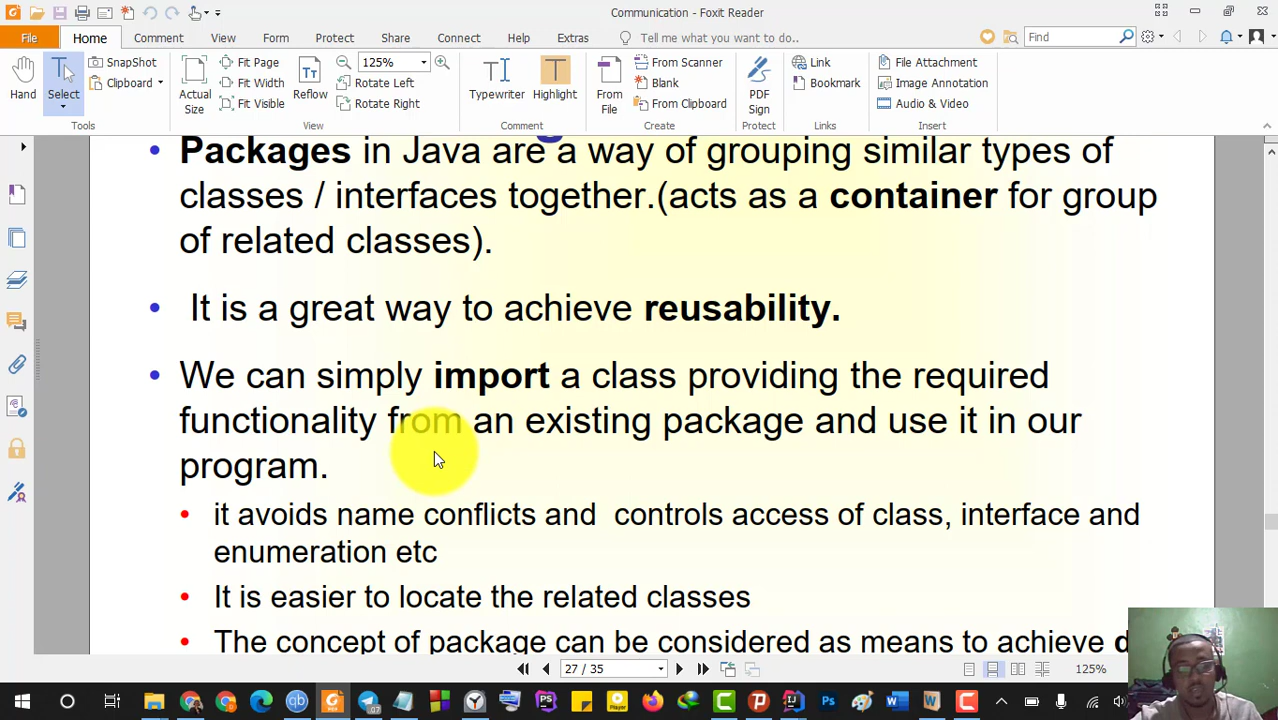 Communication - Foxit Reader
File
Home
Comment
View
Form
Protect
Share
Connect
Help
Extras
Tell me what you want to do...
Find
Hand
Select
SnapShot
Clipboard
Actual
Size
Fit Page
Fit Width
Fit Visible
Reflow
125%
Rotate Left
Rotate Right
Typewriter
Highlight
From
File
From Scanner
Blank
From Clipboard
PDF
Sign
Link
Bookmark
File Attachment
Image Annotation
Audio & Video
Tools
View
Comment
Create
Protect
Links
Insert
• Packages in Java are a way of grouping similar types of
classes / interfaces together.(acts as a container for group
of related classes).
• It is a great way to achieve reusability.
• We can simply import a class providing the required
functionality from an existing package and use it in our
program.
• it avoids name conflicts and controls access of class, interface and
enumeration etc
• It is easier to locate the related classes
• The concept of package can be considered as means to achieve d
27 / 35
125%